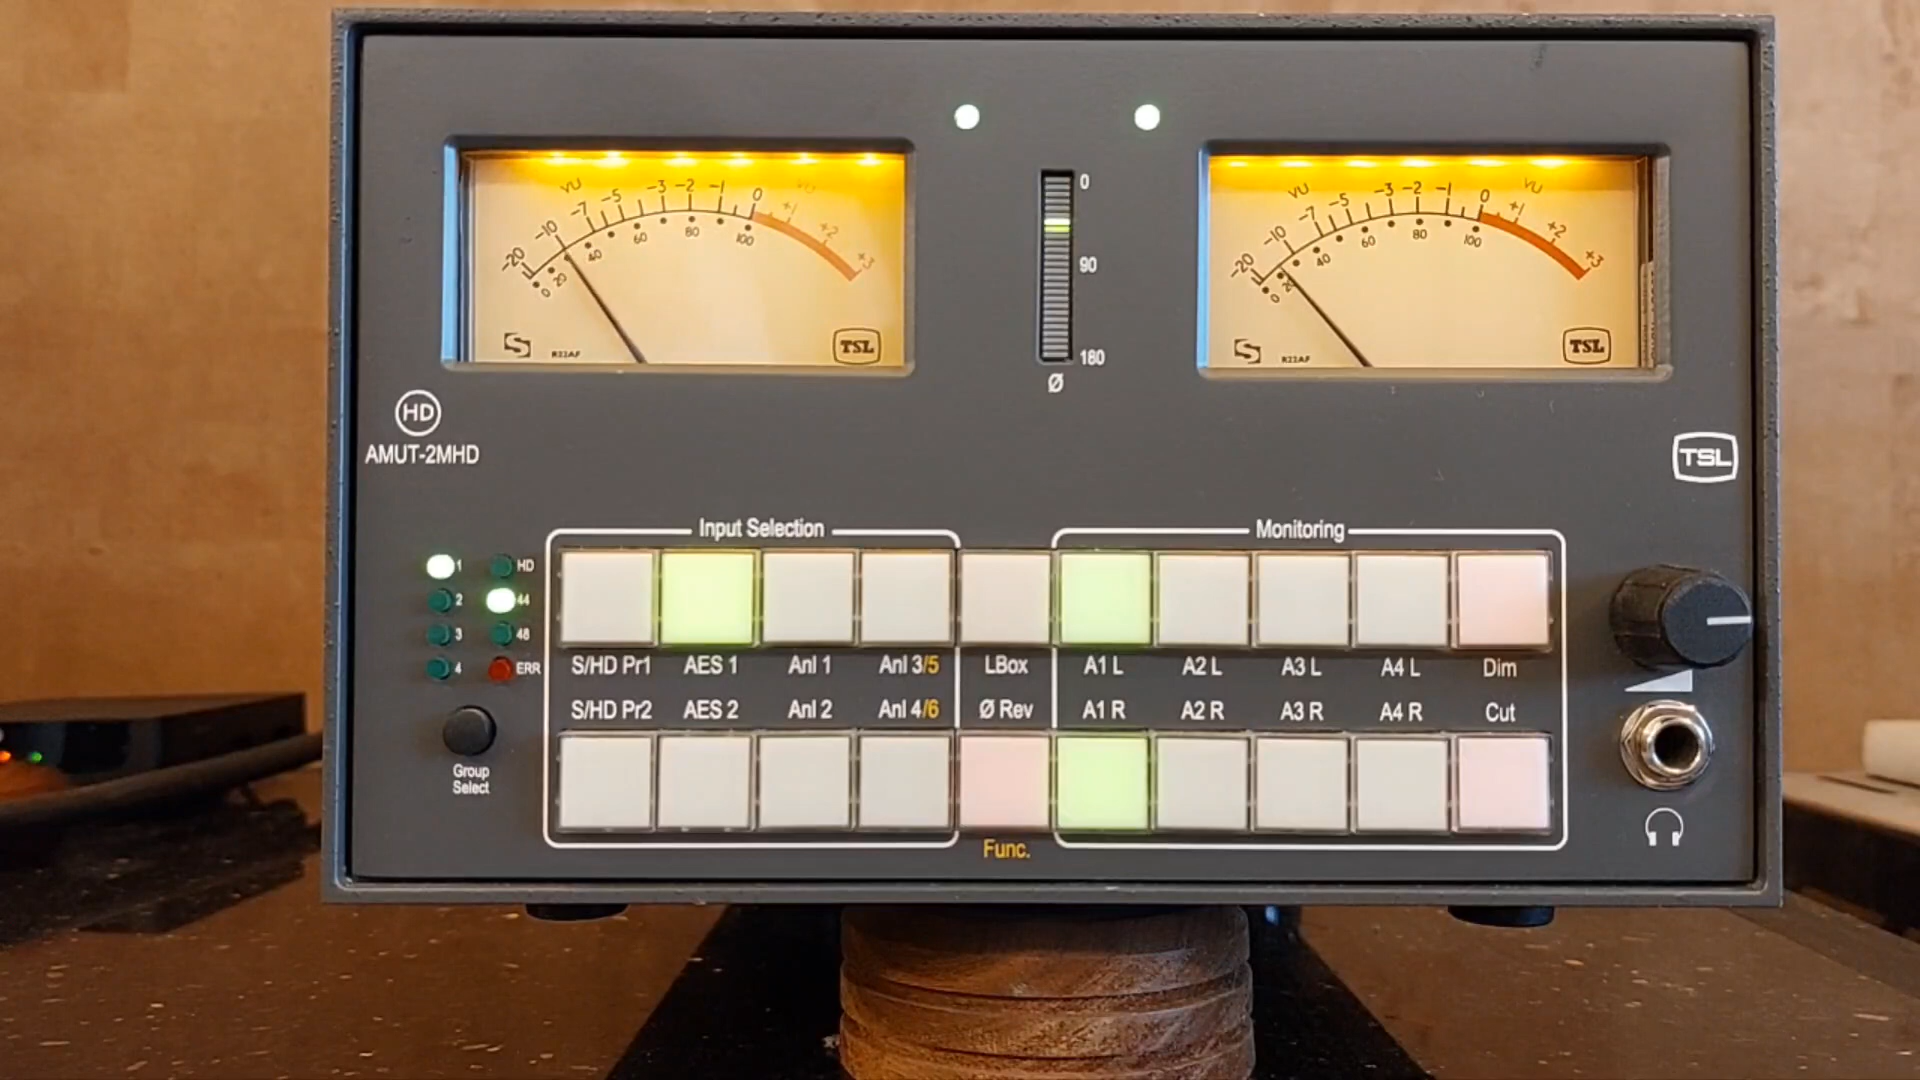 VU VU
-20 -10 -7 -5 -3 -2 -1 0 +1 +2 +3
0 20 40 60 80 100
R22AF
TSL
0
90
180
Ø
VU VU
-20 -10 -7 -5 -3 -2 -1 0 +1 +2 +3
0 20 40 60 80 100
R22AF
TSL
HD
AMUT-2MHD
TSL
Input Selection
Monitoring
1 HD
2 44
3 48
4 ERR
Group
Select
S/HD Pr1 AES 1 Anl 1 Anl 3/5 LBox A1 L A2 L A3 L A4 L Dim
S/HD Pr2 AES 2 Anl 2 Anl 4/6 Ø Rev A1 R A2 R A3 R A4 R Cut
Func.